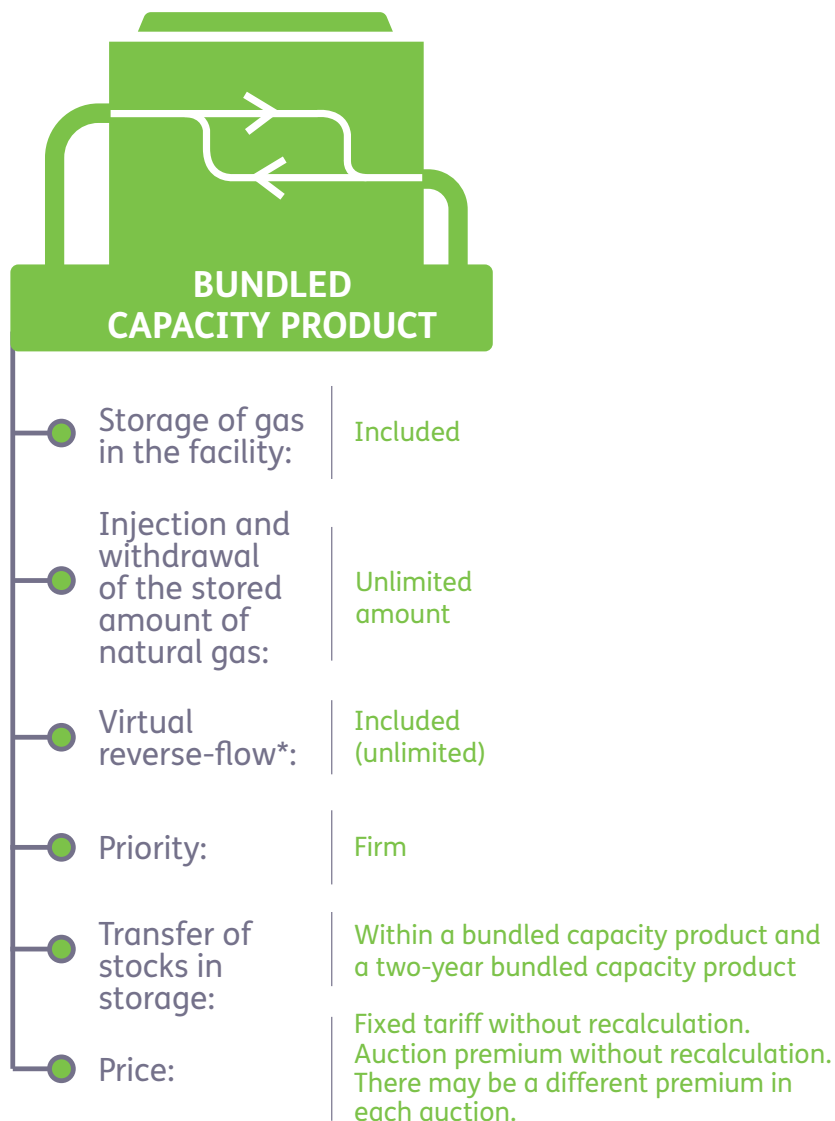 BUNDLED
CAPACITY PRODUCT
Storage of gas
in the facility:
Included
Injection and
withdrawal
of the stored
amount of
natural gas:
Unlimited
amount
Virtual
reverse-flow*:
Included
(unlimited)
Priority:
Firm
Transfer of
stocks in
storage:
Within a bundled capacity product and
a two-year bundled capacity product
Price:
Fixed tariff without recalculation.
Auction premium without recalculation.
There may be a different premium in
each auction.